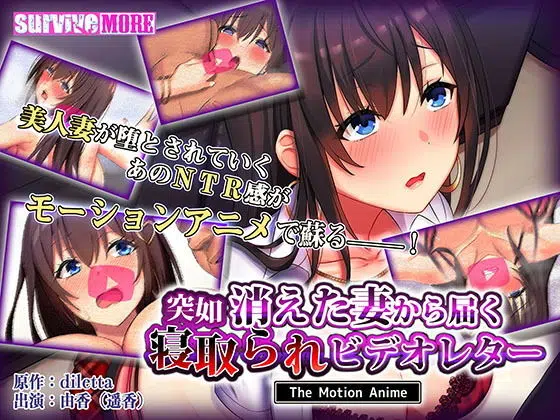 survive MORE
美人妻が堕とされていく
あのNTR感が
モーションアニメで蘇る――！
突如消えた妻から届く
寝取られビデオレター
The Motion Anime
原作：diletta
出演：由香（遥香）